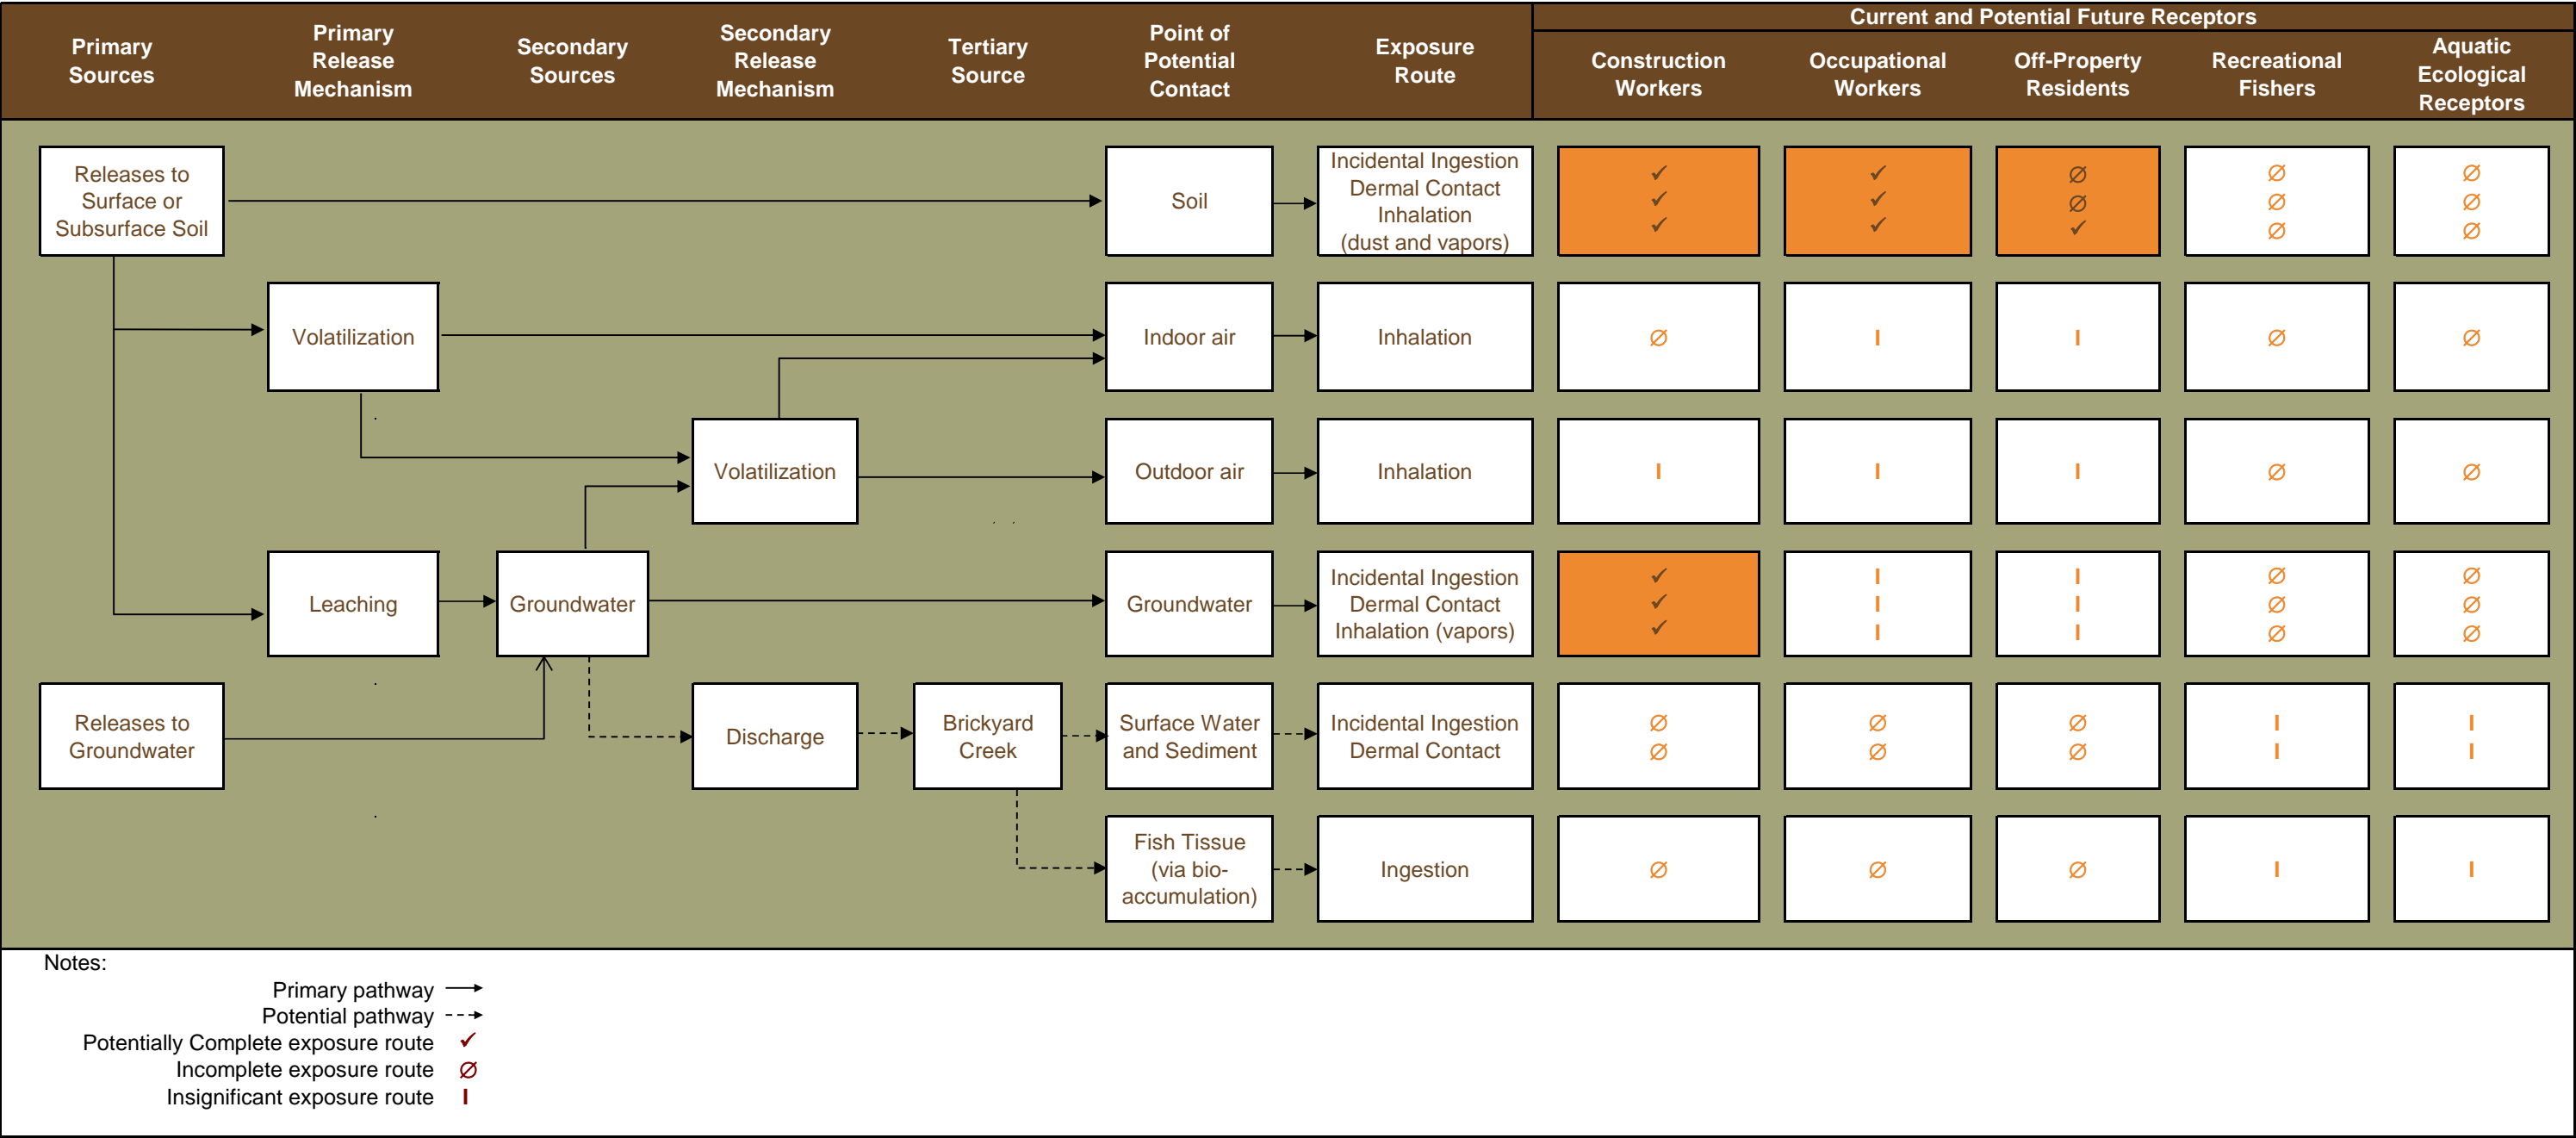 Current and Potential Future Receptors
Primary
Sources
Primary
Release
Mechanism
Secondary
Sources
Secondary
Release
Mechanism
Tertiary
Source
Point of
Potential
Contact
Exposure
Route
Construction
Workers
Occupational
Workers
Off-Property
Residents
Recreational
Fishers
Aquatic
Ecological
Receptors
Releases to
Surface or
Subsurface Soil
Soil
Incidental Ingestion
Dermal Contact
Inhalation
(dust and vapors)
✓
✓
✓
✓
✓
✓
∅
∅
✓
∅
∅
∅
∅
∅
∅
Volatilization
Indoor air
Inhalation
∅
I
I
∅
∅
Volatilization
Outdoor air
Inhalation
I
I
I
∅
∅
Leaching
Groundwater
Groundwater
Incidental Ingestion
Dermal Contact
Inhalation (vapors)
✓
✓
✓
I
I
I
I
I
I
∅
∅
∅
∅
∅
∅
Releases to
Groundwater
Discharge
Brickyard
Creek
Surface Water
and Sediment
Incidental Ingestion
Dermal Contact
∅
∅
∅
∅
∅
∅
I
I
I
I
Fish Tissue
(via bio-
accumulation)
Ingestion
∅
∅
∅
I
I
Notes:
Primary pathway
Potential pathway
Potentially Complete exposure route ✓
Incomplete exposure route ∅
Insignificant exposure route I